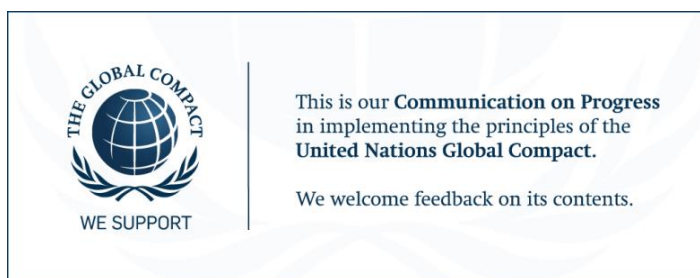 THE GLOBAL COMPACT
WE SUPPORT
This is our Communication on Progress
in implementing the principles of the
United Nations Global Compact.
We welcome feedback on its contents.